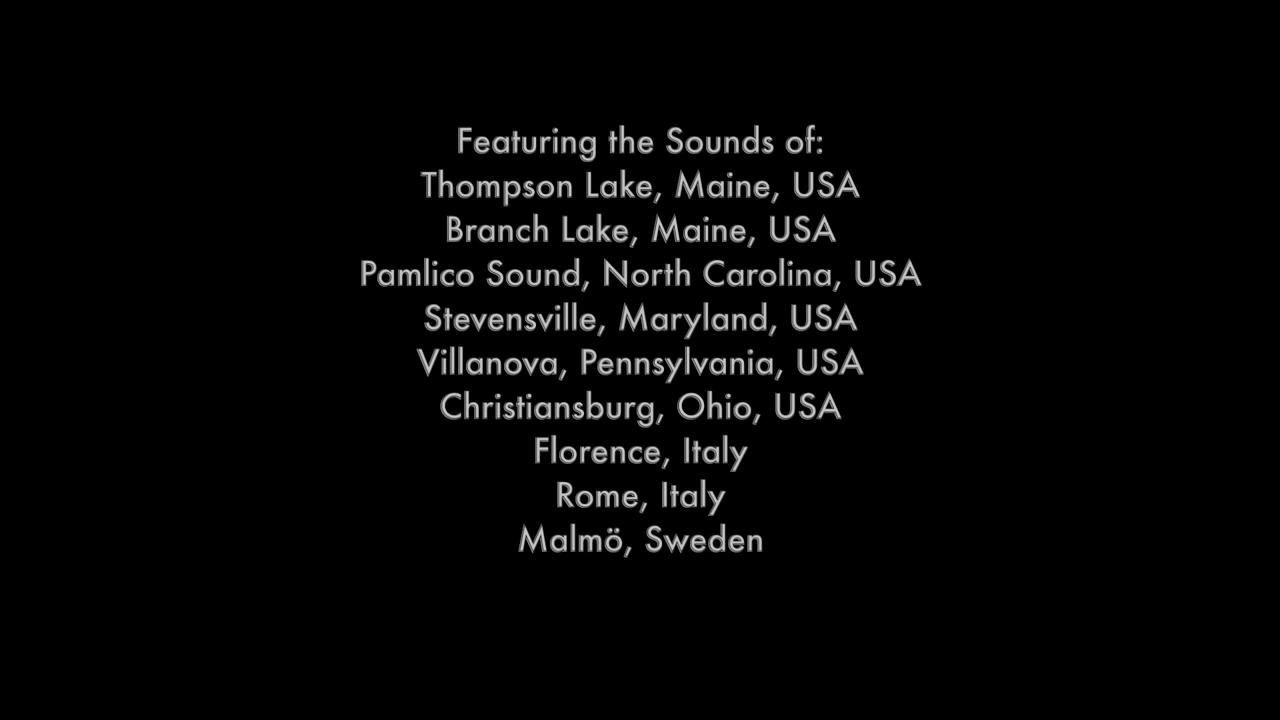 Featuring the Sounds of:
Thompson Lake, Maine, USA
Branch Lake, Maine, USA
Pamlico Sound, North Carolina, USA
Stevensville, Maryland, USA
Villanova, Pennsylvania, USA
Christiansburg, Ohio, USA
Florence, Italy
Rome, Italy
Malmö, Sweden